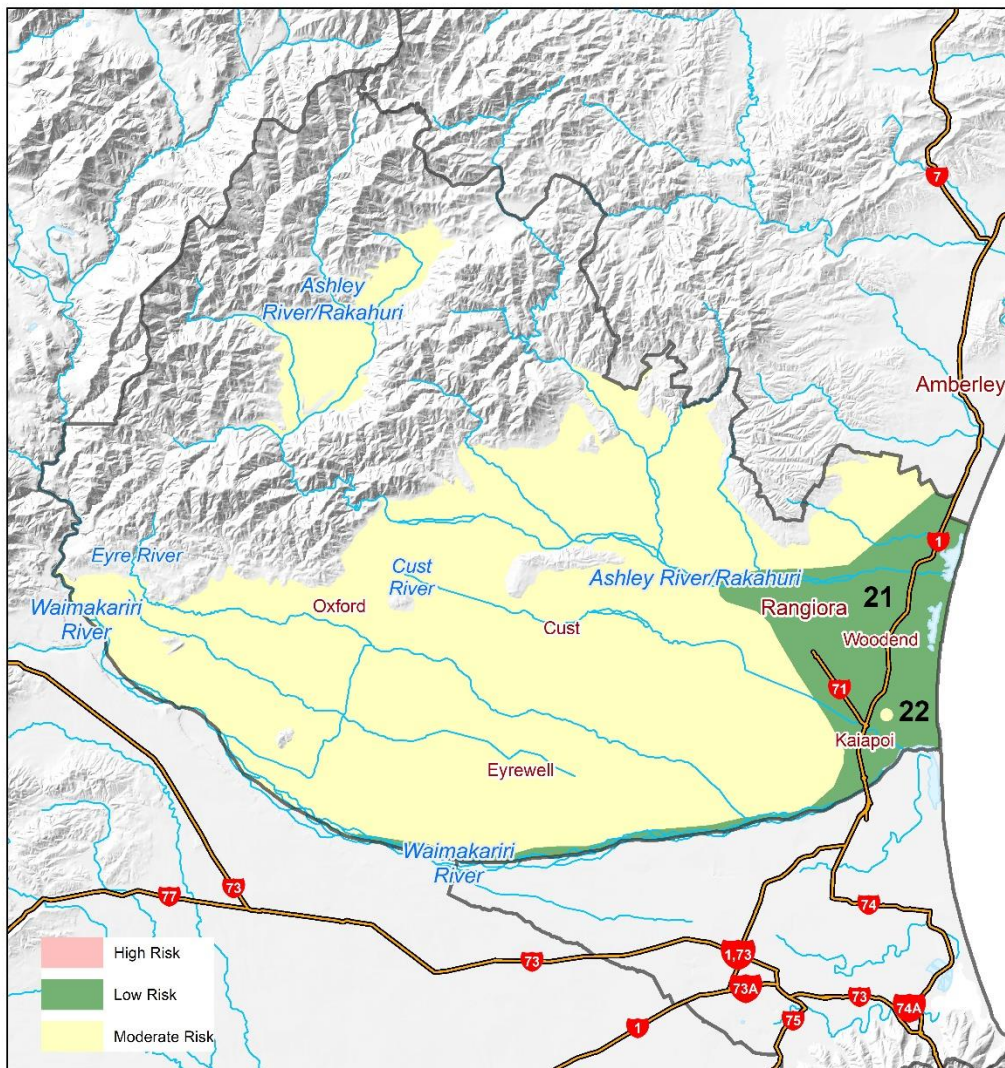 7
Ashley
River/Rakahuri
Amberley
1
Eyre River
Cust
River
Ashley River/Rakahuri
21
Waimakariri
River
Oxford
Rangiora
Cust
Woodend
71
22
Kaiapoi
Eyrewell
Waimakariri
River
73
77
74
High Risk
1,73
73
Low Risk
73A
73
74A
75
1
Moderate Risk